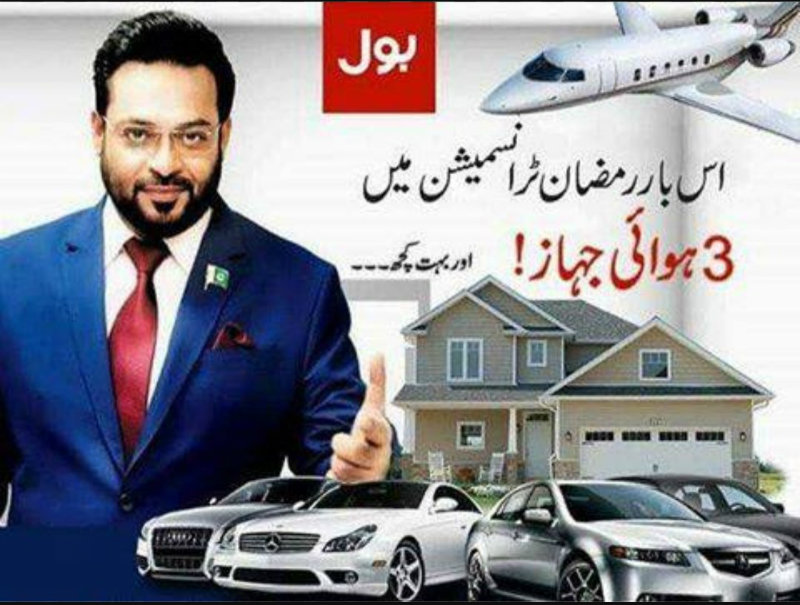 بول
اس بار رمضان ٹرانسمیشن میں
3 ہوائی جہاز!
اور بہت کچھ۔۔۔